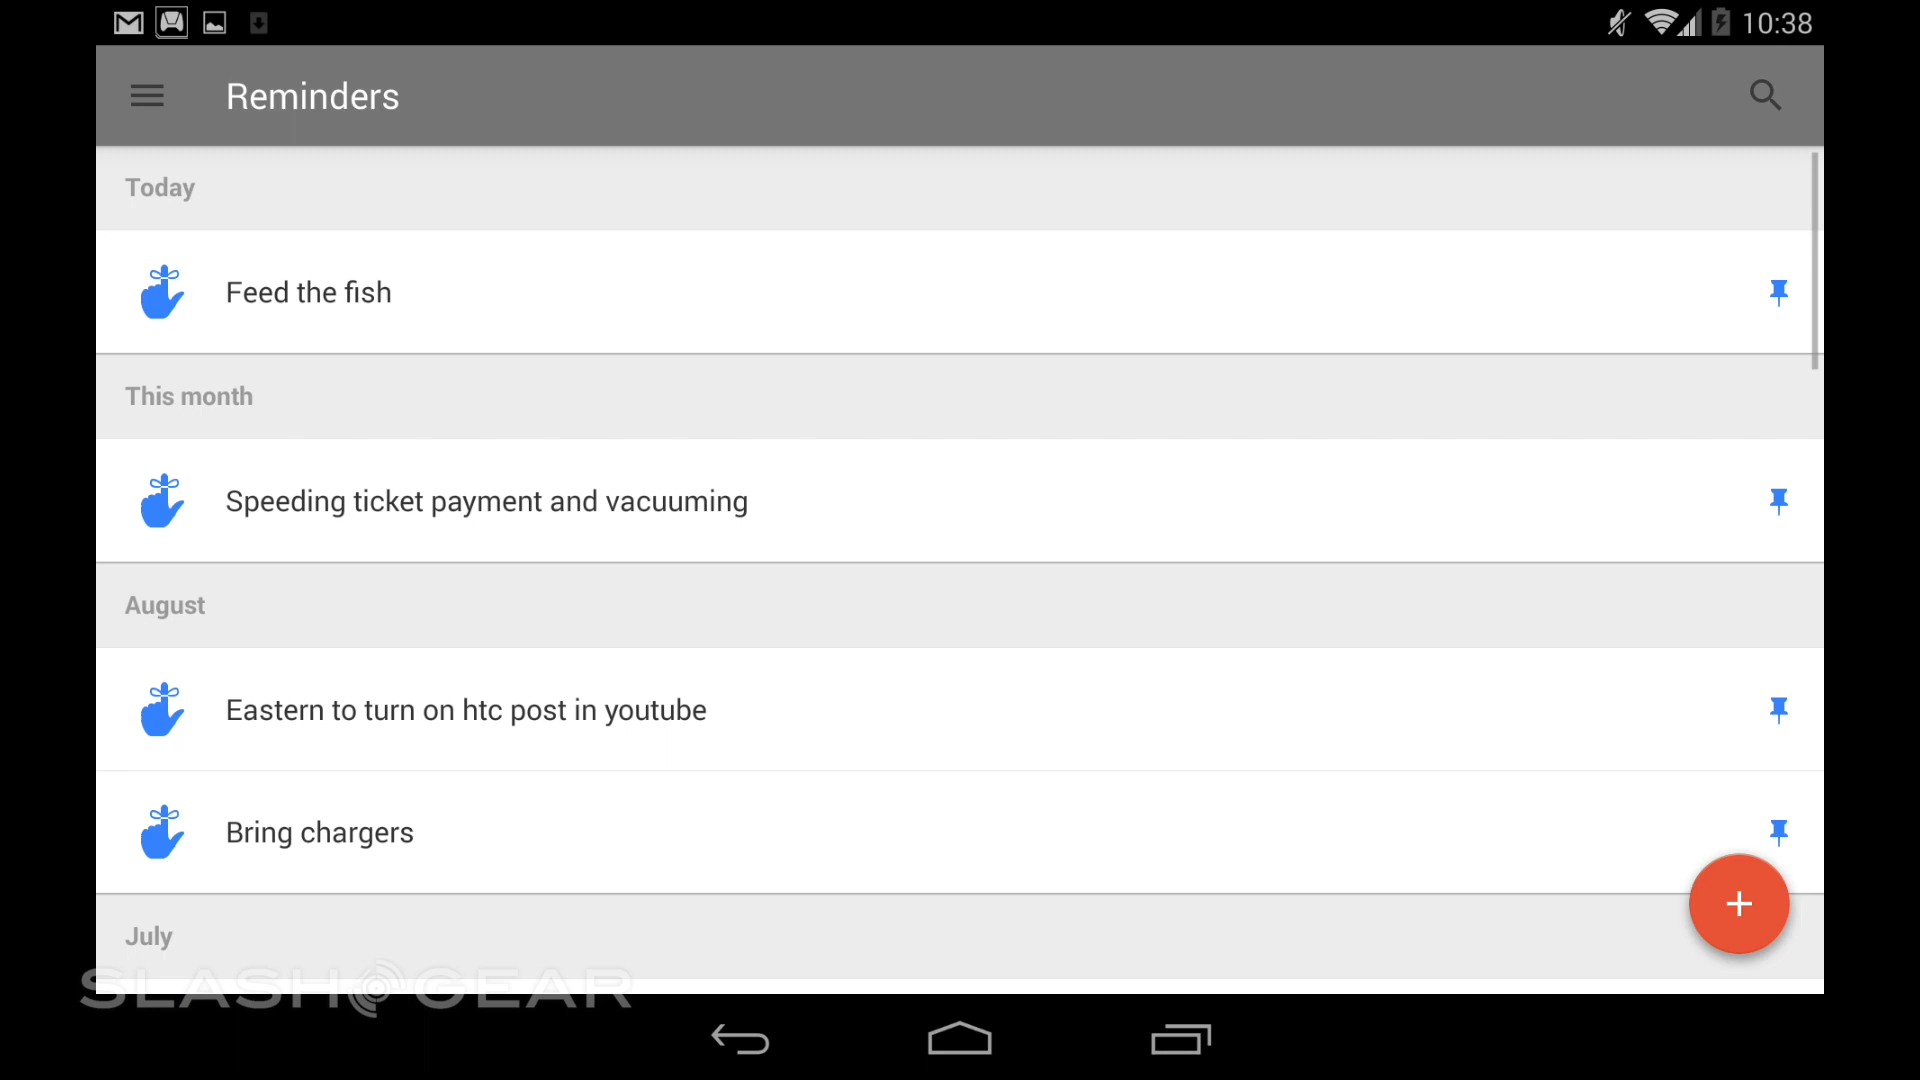 10:38
Reminders
Today
Feed the fish
This month
Speeding ticket payment and vacuuming
August
Eastern to turn on htc post in youtube
Bring chargers
July
SLASHGEAR